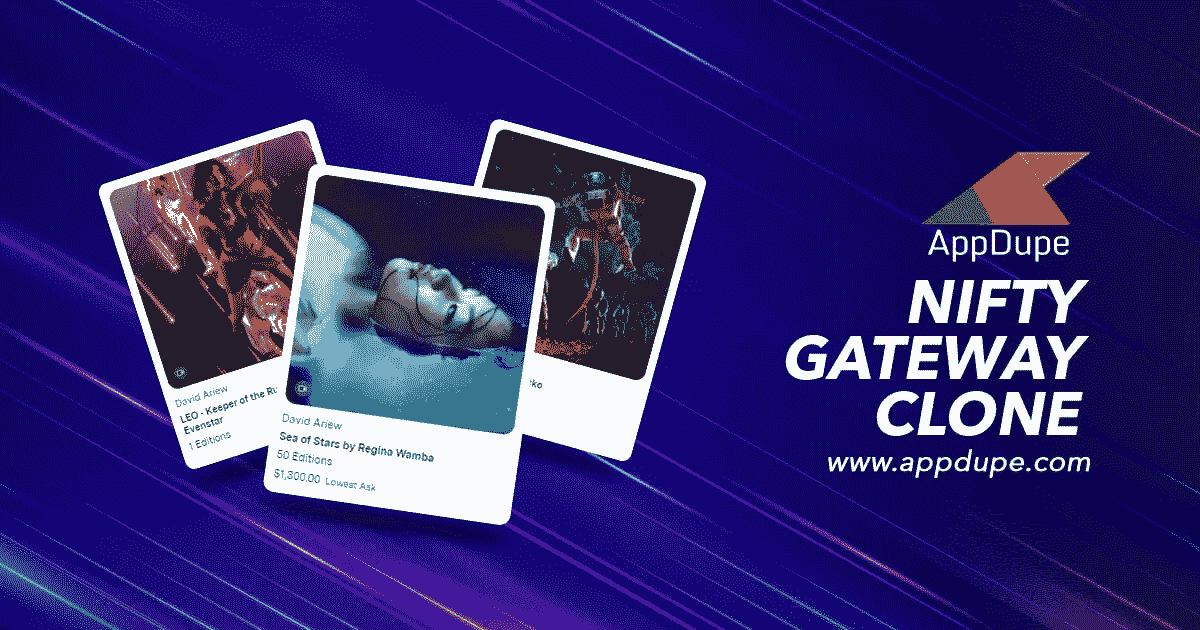 David Ariew
LEO - Keeper of the Ru
Evenstar
1 Editions
David Ariew
Sea of Stars by Regina Wamba
50 Editions
$1,300.00 Lowest Ask
ko
AppDupe
NIFTY
GATEWAY
CLONE
www.appdupe.com